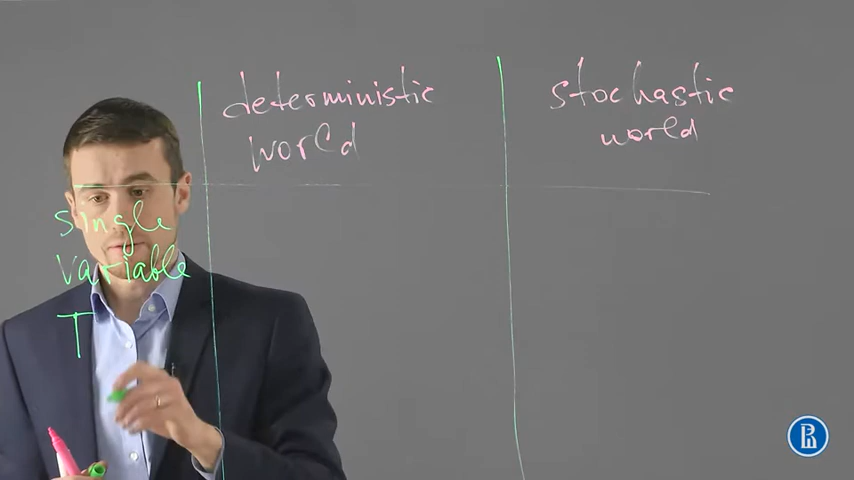 deterministic
world
stochastic
world
single
variable
T